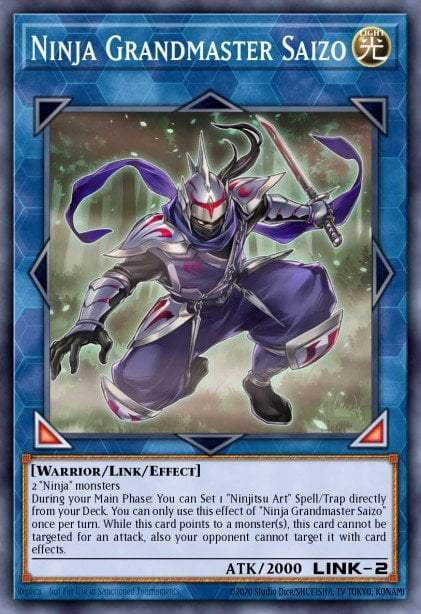 NINJA GRANDMASTER SAIZO
LIGHT
光
[WARRIOR/LINK/EFFECT]
2 "Ninja" monsters
During your Main Phase: You can Set 1 "Ninjitsu Art" Spell/Trap directly
from your Deck. You can only use this effect of "Ninja Grandmaster Saizo"
once per turn. While this card points to a monster(s), this card cannot be
targeted for an attack, also your opponent cannot target it with card
effects.
ATK/2000 LINK-2
Replica - Not For Use in Sanctioned Tornmaments. ©2020 Studio Dice/SHUEISHA, TV TOKYO, KONAMI